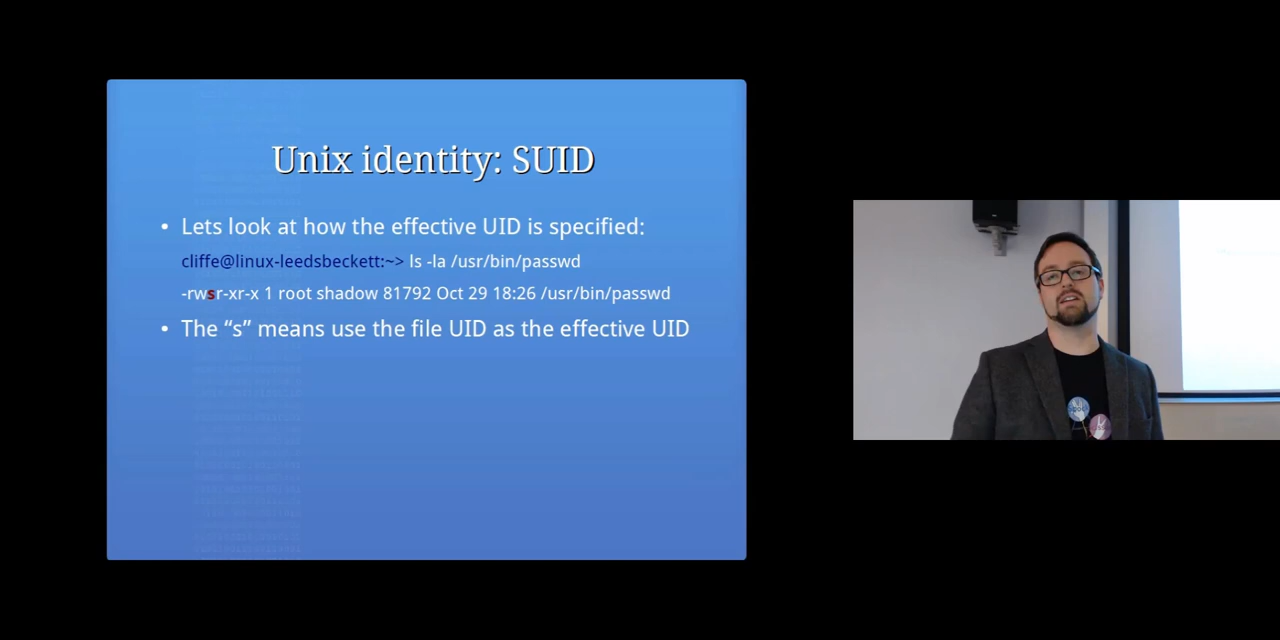 Unix identity: SUID
• Lets look at how the effective UID is specified:
cliffe@linux-leedsbeckett:~> ls -la /usr/bin/passwd
-rwsr-xr-x 1 root shadow 81792 Oct 29 18:26 /usr/bin/passwd
• The “s” means use the file UID as the effective UID